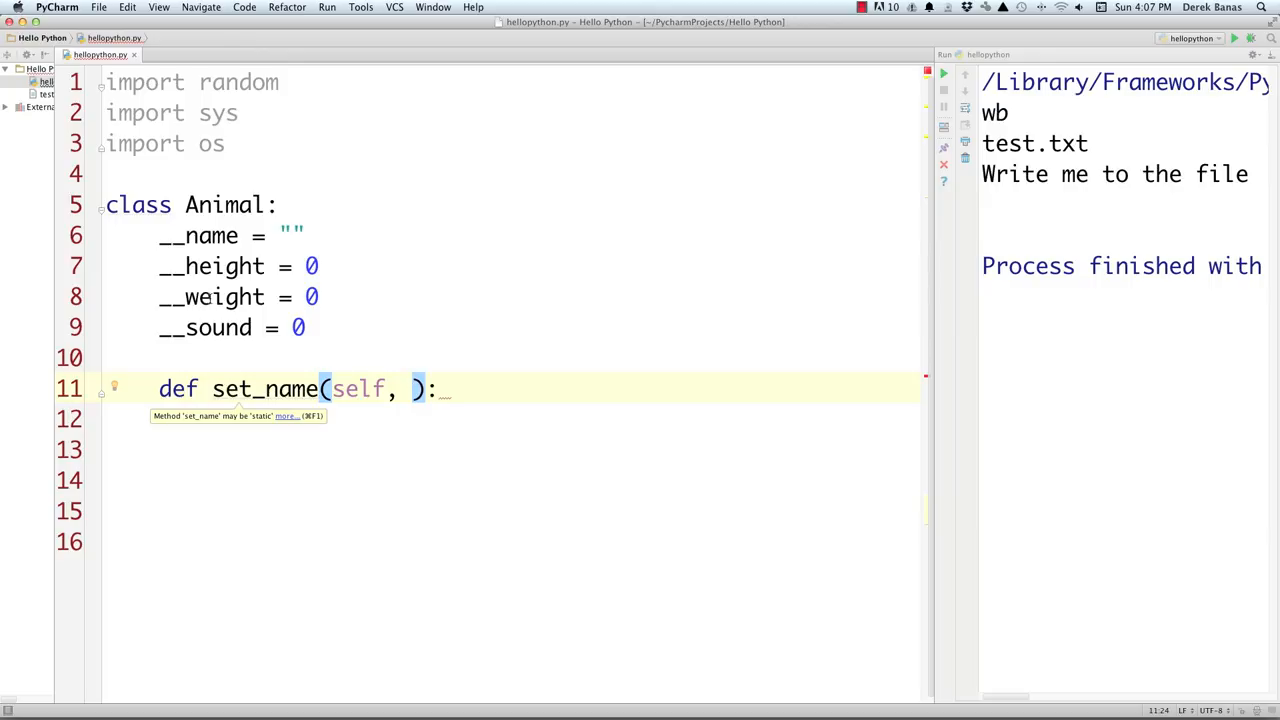 PyCharm File Edit View Navigate Code Refactor Run Tools VCS Window Help 10 Sun 4:07 PM Derek Banas
hellopython.py – Hello Python – [~/PycharmProjects/Hello Python]
Hello Python hellopython.py hellopython
hellopython.py Run hellopython
Hello P
hell
test
Externa
1 import random
2 import sys
3 import os
4
5 class Animal:
6 __name = ""
7 __height = 0
8 __weight = 0
9 __sound = 0
10
11 def set_name(self, ):
Method 'set_name' may be 'static' more... (⌘F1)
12
13
14
15
16
/Library/Frameworks/Py
wb
test.txt
Write me to the file
Process finished with
11:24 LF UTF-8